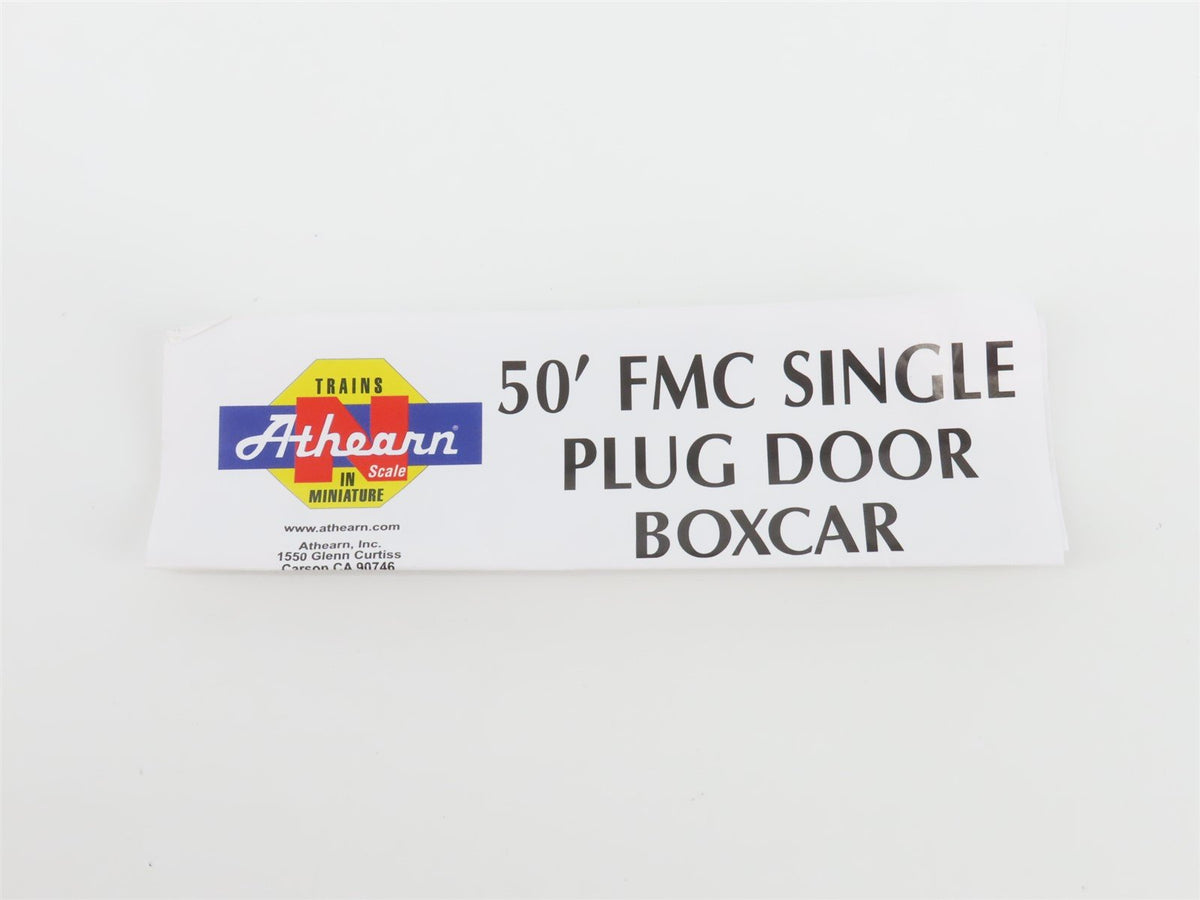 TRAINS
N
Athearn®
Scale
IN
MINIATURE
www.athearn.com
Athearn, Inc.
1550 Glenn Curtiss
Carson CA 90746
50′ FMC SINGLE
PLUG DOOR
BOXCAR